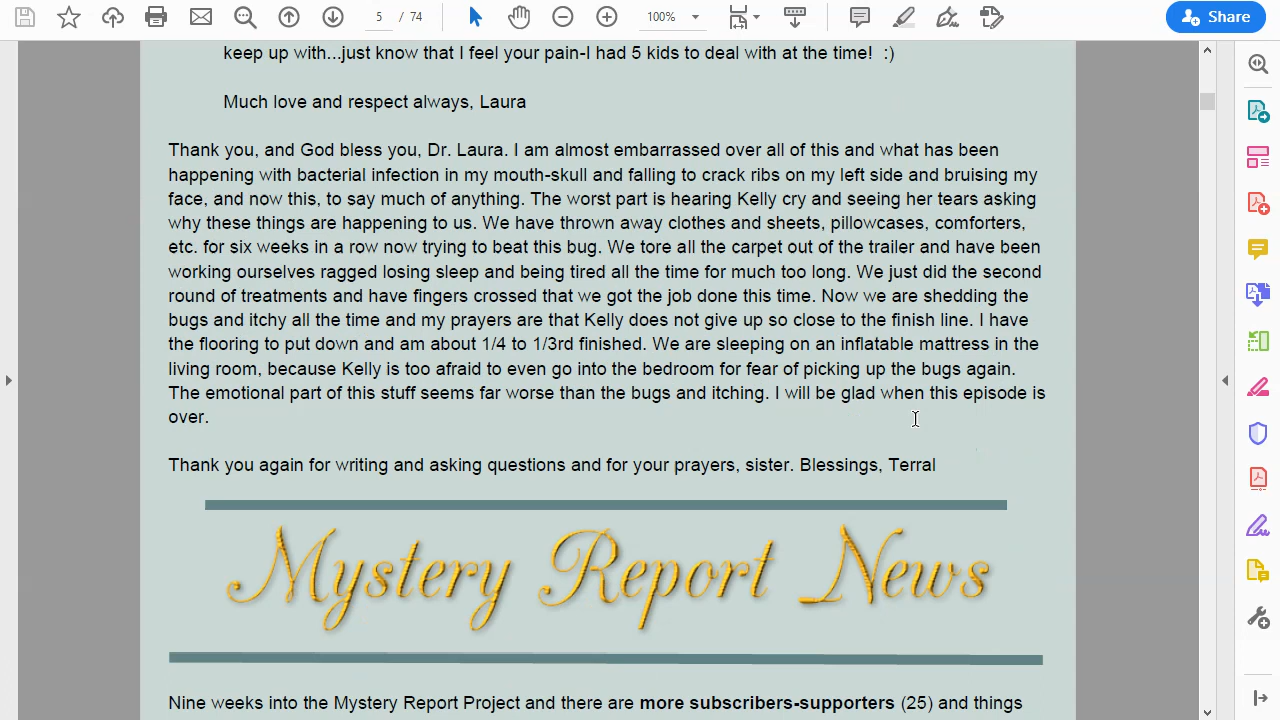 5 / 74
100%
Share
keep up with...just know that I feel your pain-I had 5 kids to deal with at the time!  :)
Much love and respect always, Laura
Thank you, and God bless you, Dr. Laura. I am almost embarrassed over all of this and what has been
happening with bacterial infection in my mouth-skull and falling to crack ribs on my left side and bruising my
face, and now this, to say much of anything. The worst part is hearing Kelly cry and seeing her tears asking
why these things are happening to us. We have thrown away clothes and sheets, pillowcases, comforters,
etc. for six weeks in a row now trying to beat this bug. We tore all the carpet out of the trailer and have been
working ourselves ragged losing sleep and being tired all the time for much too long. We just did the second
round of treatments and have fingers crossed that we got the job done this time. Now we are shedding the
bugs and itchy all the time and my prayers are that Kelly does not give up so close to the finish line. I have
the flooring to put down and am about 1/4 to 1/3rd finished. We are sleeping on an inflatable mattress in the
living room, because Kelly is too afraid to even go into the bedroom for fear of picking up the bugs again.
The emotional part of this stuff seems far worse than the bugs and itching. I will be glad when this episode is
over.
Thank you again for writing and asking questions and for your prayers, sister. Blessings, Terral
Mystery Report News
Nine weeks into the Mystery Report Project and there are more subscribers-supporters (25) and things